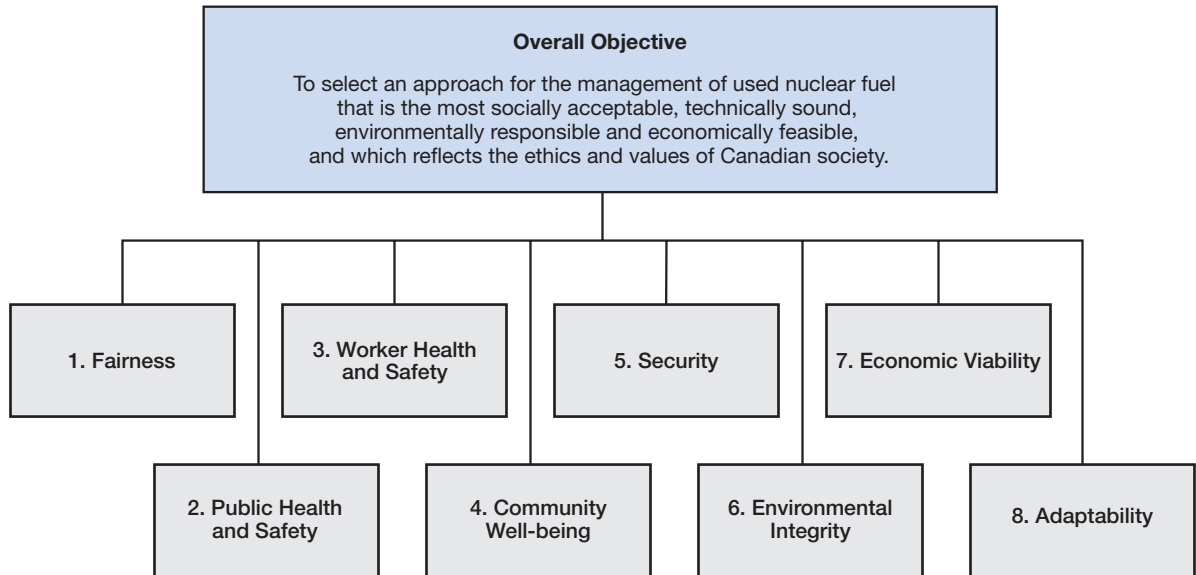 Overall Objective
To select an approach for the management of used nuclear fuel
that is the most socially acceptable, technically sound,
environmentally responsible and economically feasible,
and which reflects the ethics and values of Canadian society.
1. Fairness
2. Public Health
and Safety
3. Worker Health
and Safety
4. Community
Well-being
5. Security
6. Environmental
Integrity
7. Economic Viability
8. Adaptability